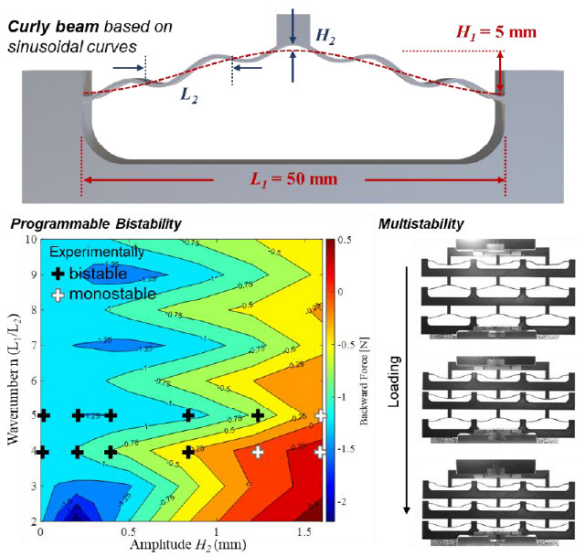 Curly beam based on
sinusoidal curves
H2
H1 = 5 mm
L2
L1 = 50 mm
Programmable Bistability
Multistability
Experimentally
bistable
monostable
10
9
8
7
6
5
4
3
2
Wavenumber n (L1/L2)
0
0.5
1
1.5
Amplitude H2 (mm)
0.5
0
-0.5
-1
-1.5
-2
Backward Force [N]
Loading